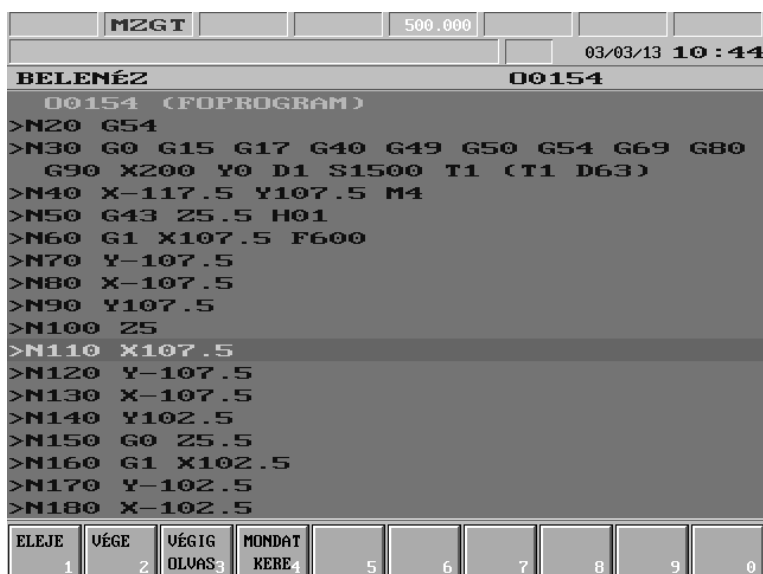 MZGT 500.000
03/03/13 10:44
BELENÉZ O0154
O0154 (FOPROGRAM)
>N20 G54
>N30 G0 G15 G17 G40 G49 G50 G54 G69 G80
G90 X200 Y0 D1 S1500 T1 (T1 D63)
>N40 X-117.5 Y107.5 M4
>N50 G43 Z5.5 H01
>N60 G1 X107.5 F600
>N70 Y-107.5
>N80 X-107.5
>N90 Y107.5
>N100 Z5
>N110 X107.5
>N120 Y-107.5
>N130 X-107.5
>N140 Y102.5
>N150 G0 Z5.5
>N160 G1 X102.5
>N170 Y-102.5
>N180 X-102.5
ELEJE VÉGE VÉGIG MONDAT
1 2 OLVAS3 KERE4 5 6 7 8 9 0